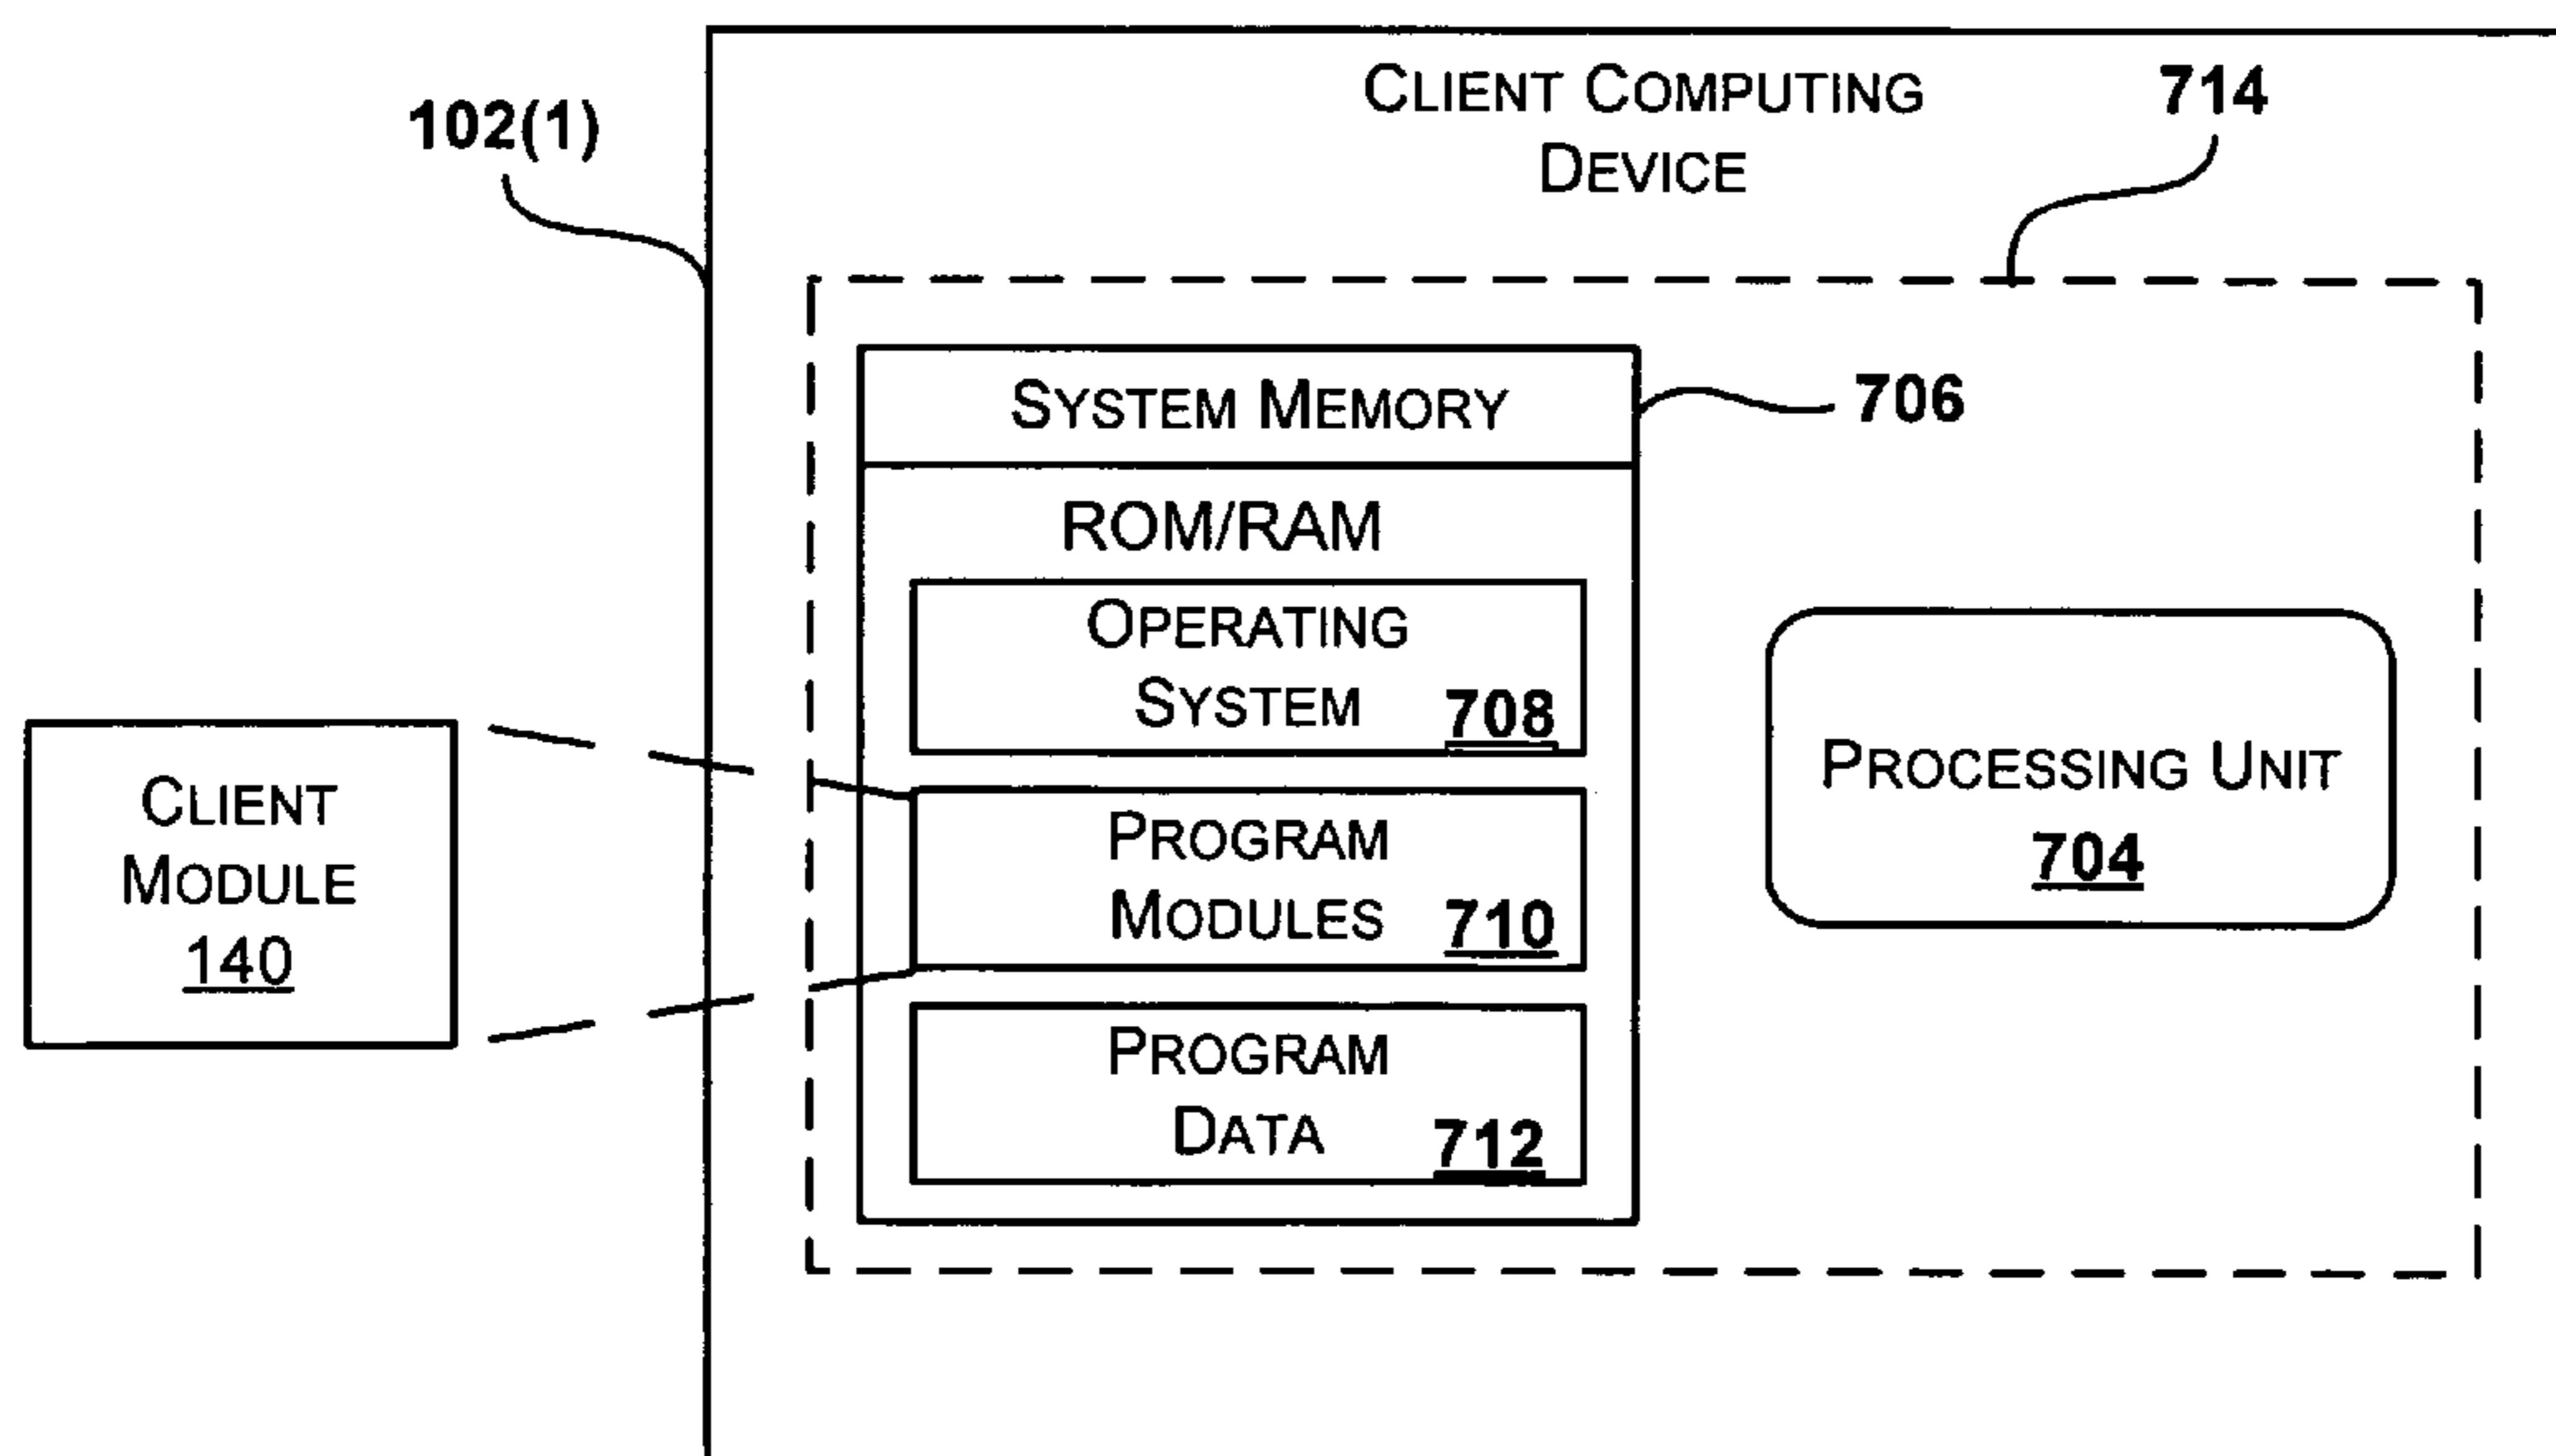 CLIENT COMPUTING
DEVICE
714
102(1)
SYSTEM MEMORY
706
ROM/RAM
OPERATING
SYSTEM 708
PROCESSING UNIT
704
CLIENT
MODULE
140
PROGRAM
MODULES 710
PROGRAM
DATA 712